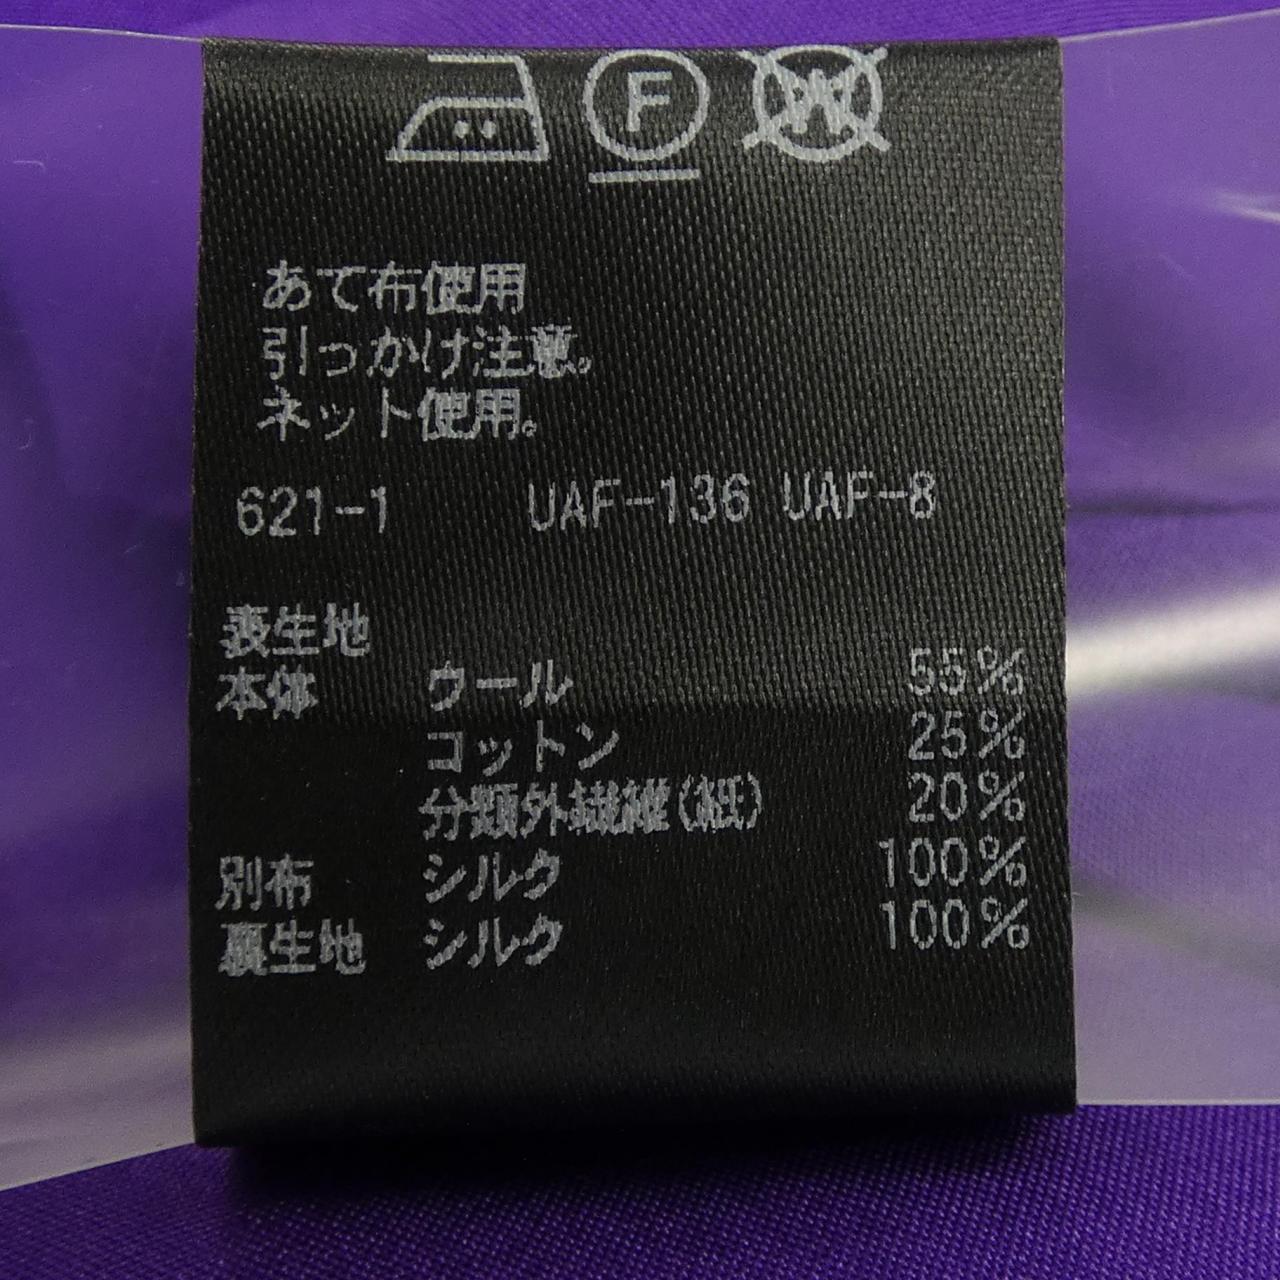 F W
あて布使用
引っかけ注意。
ネット使用。
621-1 UAF-136 UAF-8
表生地
本体 ウール 55%
コットン 25%
分類外繊維(紙) 20%
別布 シルク 100%
裏生地 シルク 100%